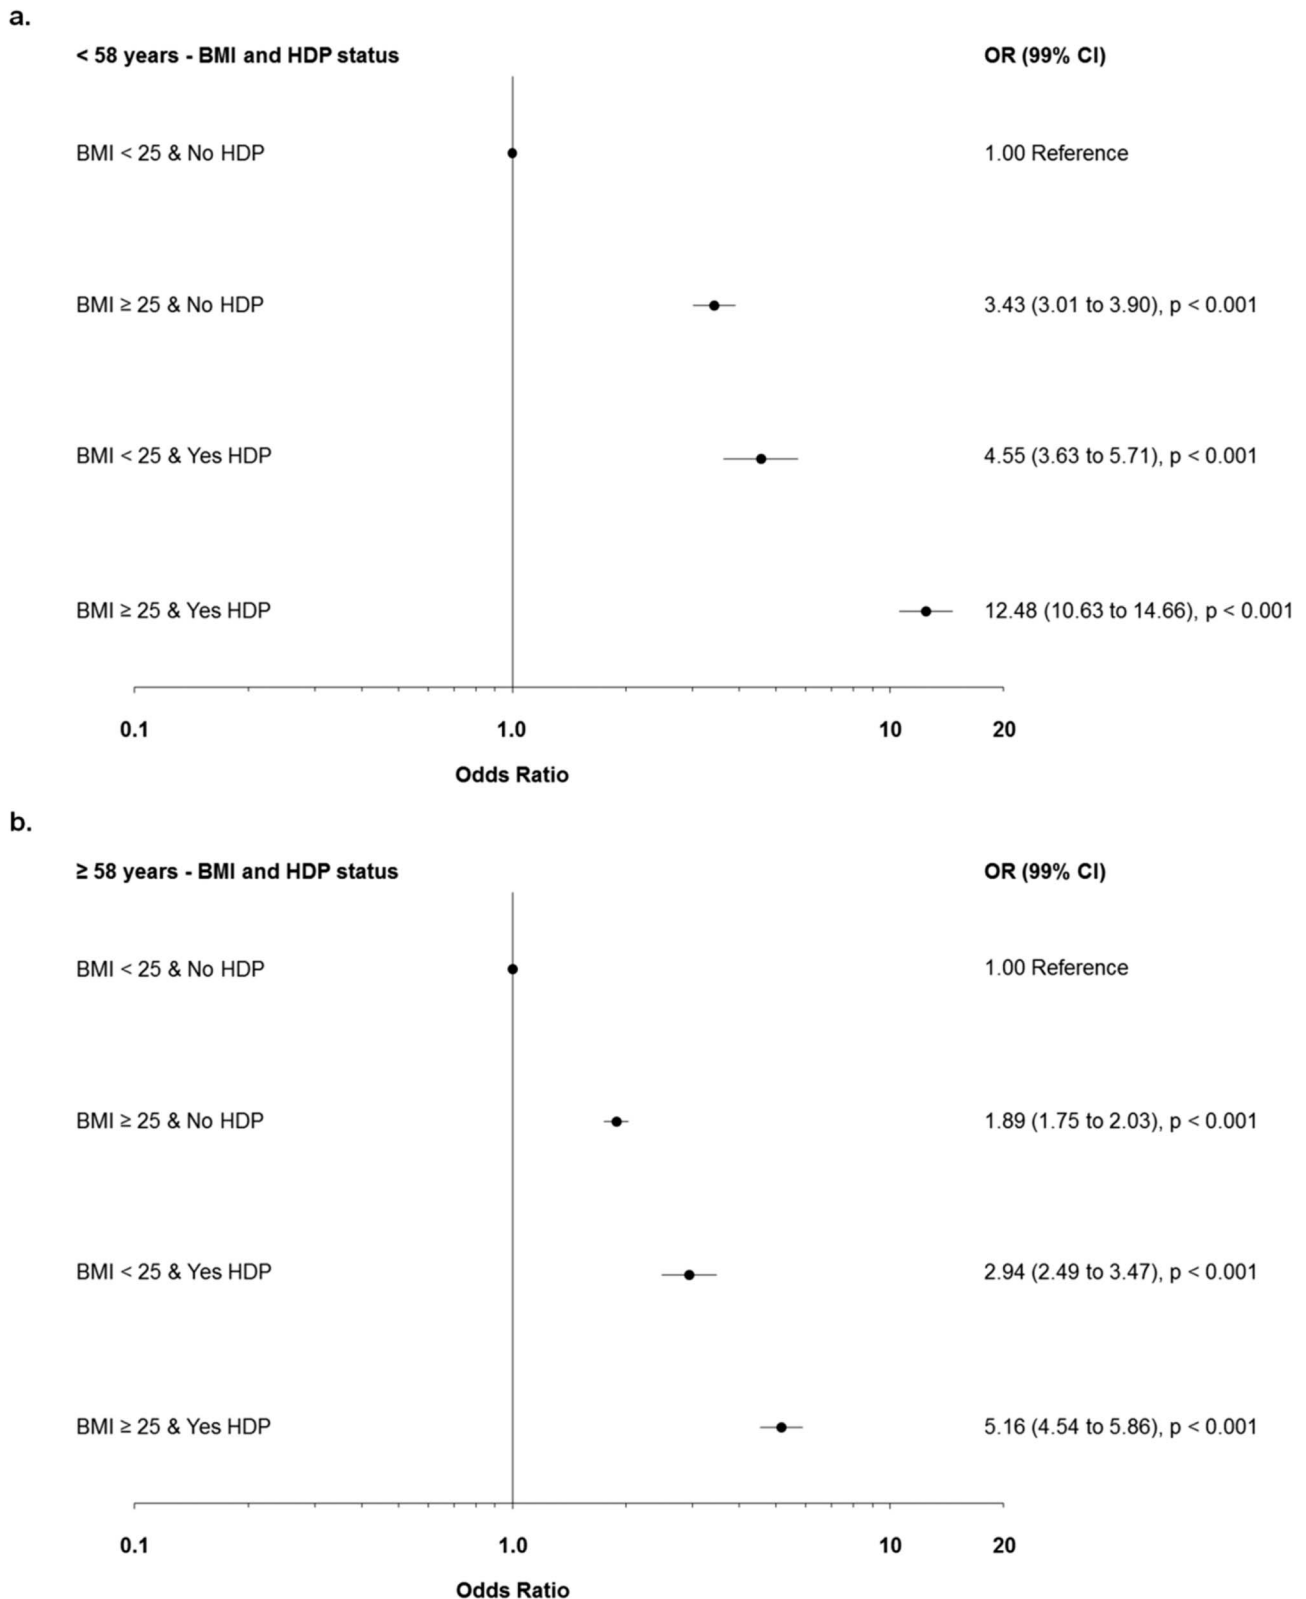 a.
< 58 years - BMI and HDP status OR (99% CI)
BMI < 25 & No HDP 1.00 Reference
BMI ≥ 25 & No HDP 3.43 (3.01 to 3.90), p < 0.001
BMI < 25 & Yes HDP 4.55 (3.63 to 5.71), p < 0.001
BMI ≥ 25 & Yes HDP 12.48 (10.63 to 14.66), p < 0.001
0.1 1.0 10 20
Odds Ratio
b.
≥ 58 years - BMI and HDP status OR (99% CI)
BMI < 25 & No HDP 1.00 Reference
BMI ≥ 25 & No HDP 1.89 (1.75 to 2.03), p < 0.001
BMI < 25 & Yes HDP 2.94 (2.49 to 3.47), p < 0.001
BMI ≥ 25 & Yes HDP 5.16 (4.54 to 5.86), p < 0.001
0.1 1.0 10 20
Odds Ratio